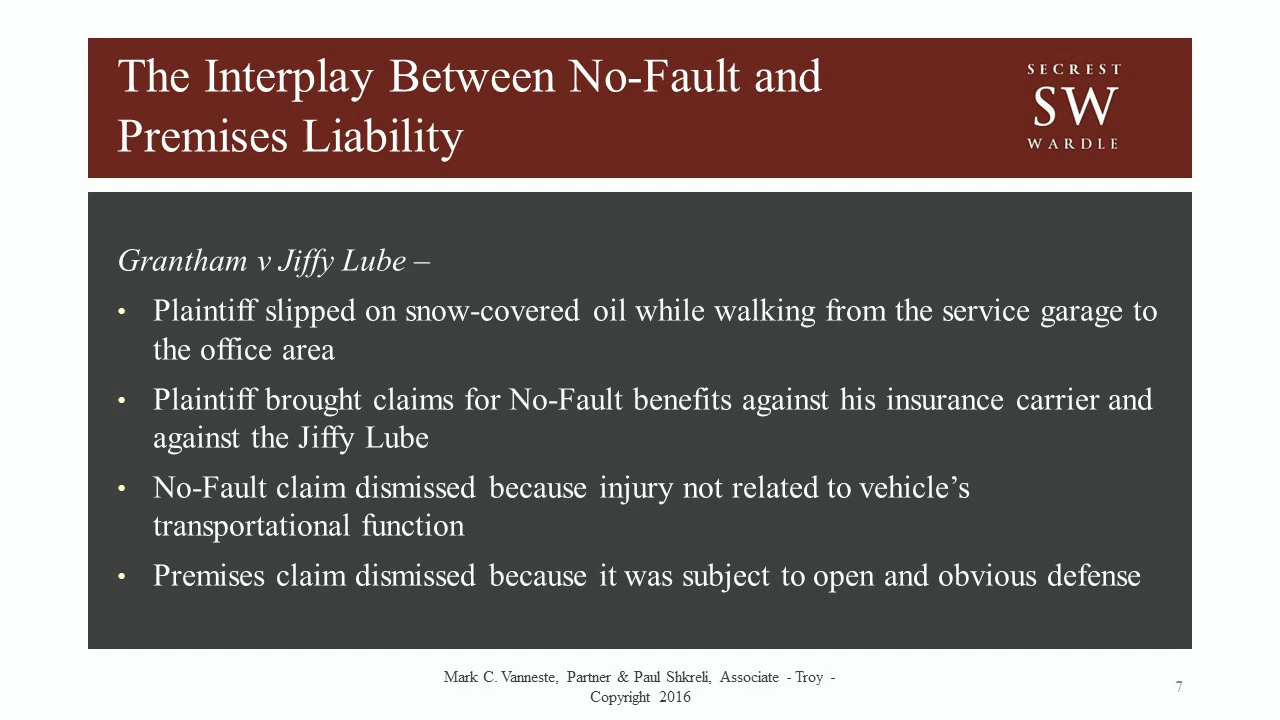 The Interplay Between No-Fault and
Premises Liability
SECREST
SW
WARDLE
Grantham v Jiffy Lube –
• Plaintiff slipped on snow-covered oil while walking from the service garage to
the office area
• Plaintiff brought claims for No-Fault benefits against his insurance carrier and
against the Jiffy Lube
• No-Fault claim dismissed because injury not related to vehicle’s
transportational function
• Premises claim dismissed because it was subject to open and obvious defense
Mark C. Vanneste, Partner & Paul Shkreli, Associate - Troy -
Copyright 2016
7